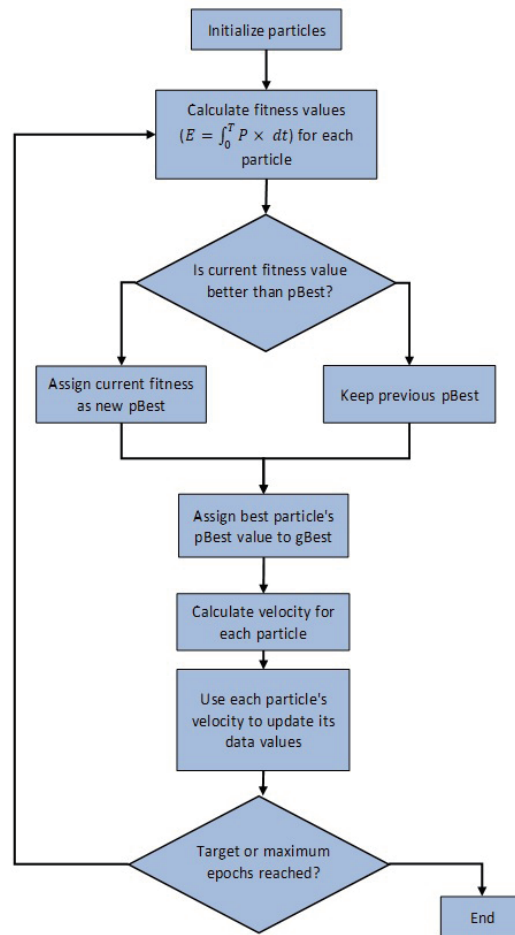 Initialize particles
Calculate fitness values
(E = ∫₀ᵀ P × dt) for each
particle
Is current fitness value
better than pBest?
Assign current fitness
as new pBest
Keep previous pBest
Assign best particle's
pBest value to gBest
Calculate velocity for
each particle
Use each particle's
velocity to update its
data values
Target or maximum
epochs reached?
End